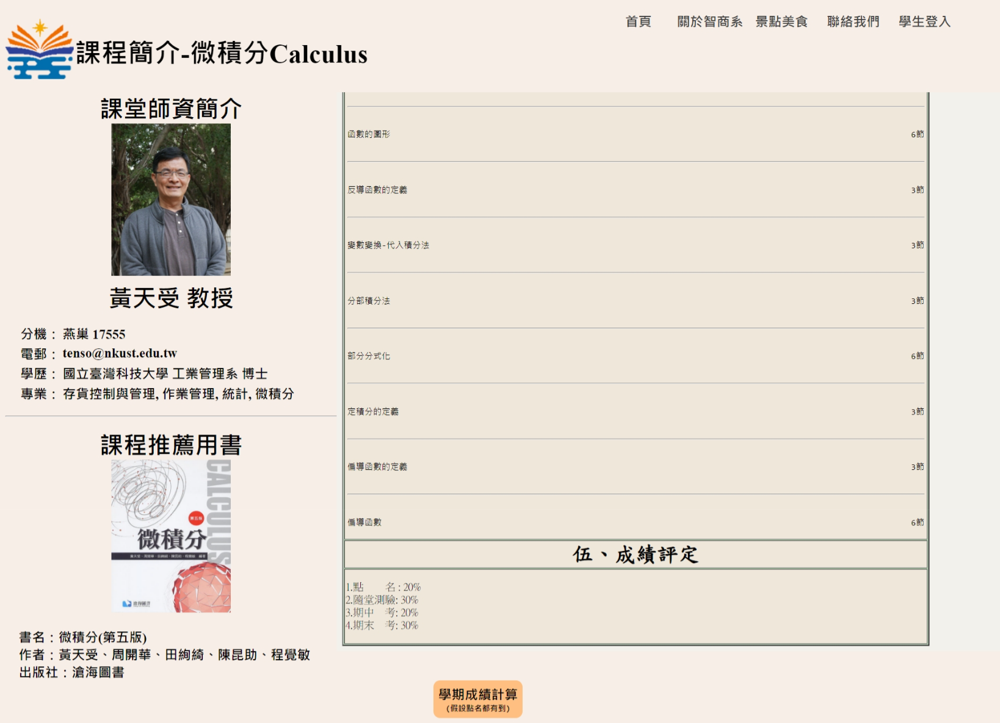 首頁 關於智商系 景點美食 聯絡我們 學生登入
課程簡介-微積分Calculus
課堂師資簡介
黃天受 教授
分機： 燕巢 17555
電郵： tenso@nkust.edu.tw
學歷： 國立臺灣科技大學 工業管理系 博士
專業： 存貨控制與管理, 作業管理, 統計, 微積分
課程推薦用書
CALCULUS
第五版
微積分
滄海圖書
書名：微積分(第五版)
作者：黃天受、周開華、田絢綺、陳昆助、程覺敏
出版社：滄海圖書
函數的圖形 6節
反導函數的定義 3節
變數變換-代入積分法 3節
分部積分法 3節
部分分式化 6節
定積分的定義 3節
偏導函數的定義 3節
偏導函數 6節
伍、成績評定
1.點 名 : 20%
2.隨堂測驗: 30%
3.期中 考: 20%
4.期末 考: 30%
學期成績計算
(假設點名都有到)